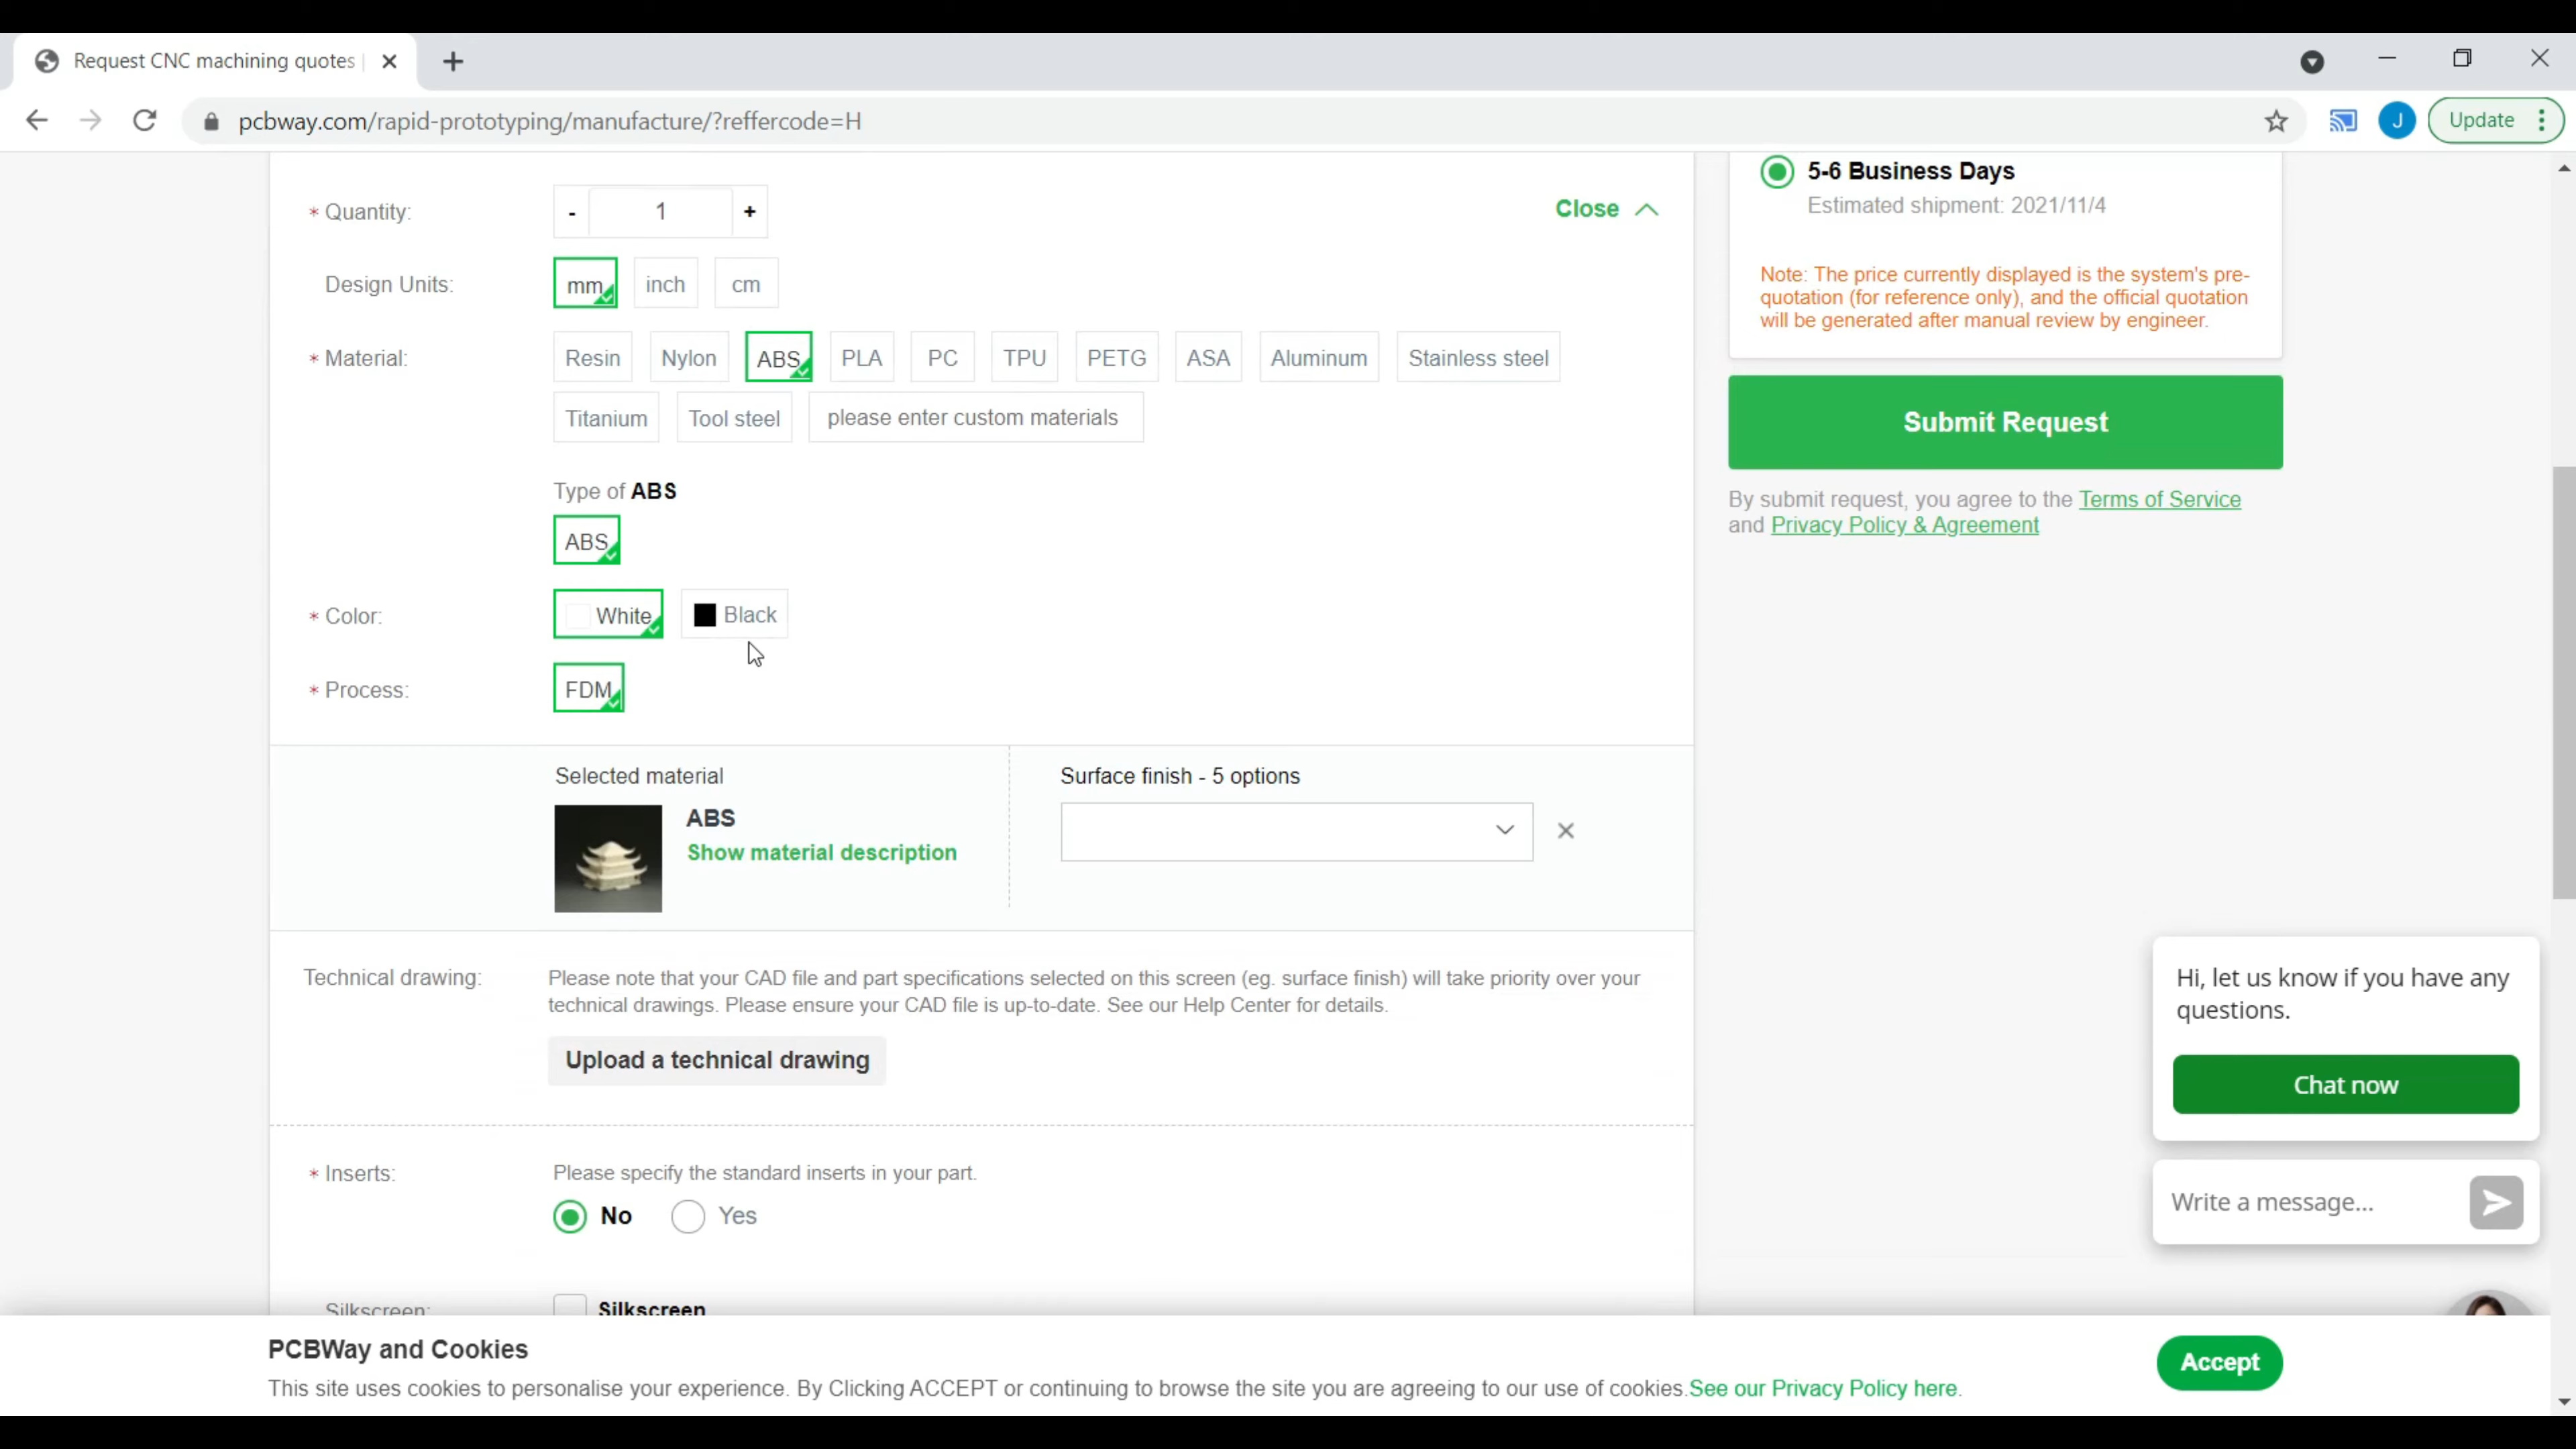 Request CNC machining quotes
pcbway.com/rapid-prototyping/manufacture/?reffercode=H
J
Update
* Quantity:
- 1 +
Close
Design Units:
mm inch cm
* Material:
Resin Nylon ABS PLA PC TPU PETG ASA Aluminum Stainless steel
Titanium Tool steel please enter custom materials
Type of ABS
ABS
* Color:
White Black
* Process:
FDM
Selected material
ABS
Show material description
Surface finish - 5 options
Technical drawing:
Please note that your CAD file and part specifications selected on this screen (eg. surface finish) will take priority over your
technical drawings. Please ensure your CAD file is up-to-date. See our Help Center for details.
Upload a technical drawing
* Inserts:
Please specify the standard inserts in your part.
No Yes
Silkscreen:
Silkscreen
5-6 Business Days
Estimated shipment: 2021/11/4
Note: The price currently displayed is the system's pre-
quotation (for reference only), and the official quotation
will be generated after manual review by engineer.
Submit Request
By submit request, you agree to the Terms of Service
and Privacy Policy & Agreement
Hi, let us know if you have any
questions.
Chat now
Write a message...
PCBWay and Cookies
This site uses cookies to personalise your experience. By Clicking ACCEPT or continuing to browse the site you are agreeing to our use of cookies.See our Privacy Policy here.
Accept